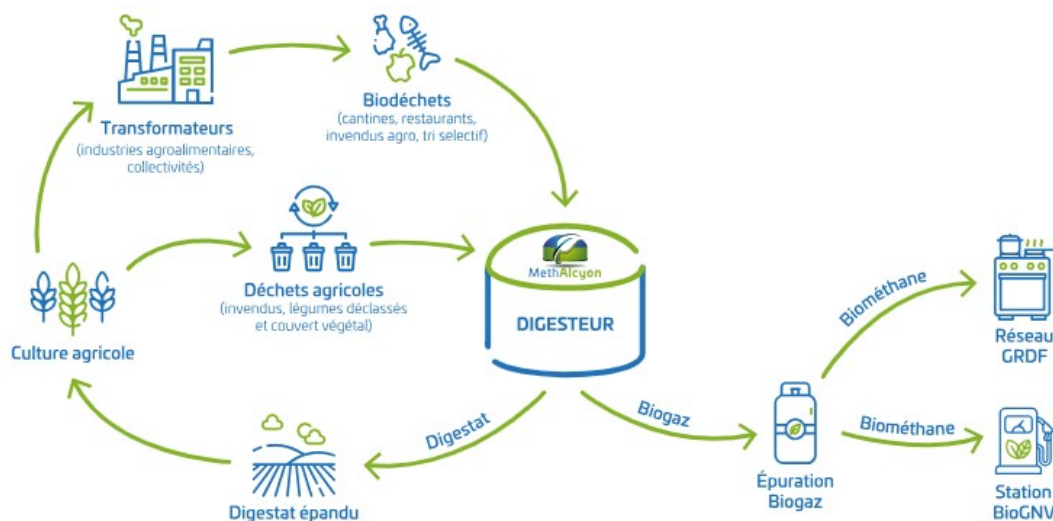 Transformateurs
(industries agroalimentaires,
collectivités)
Biodéchets
(cantines, restaurants,
invendus agro, tri selectif)
Déchets agricoles
(invendus, légumes déclassés
et couvert végétal)
Culture agricole
MethAlcyon
DIGESTEUR
Digestat
Digestat épandu
Biogaz
Épuration
Biogaz
Biométhane
Réseau
GRDF
Biométhane
Station
BioGNV